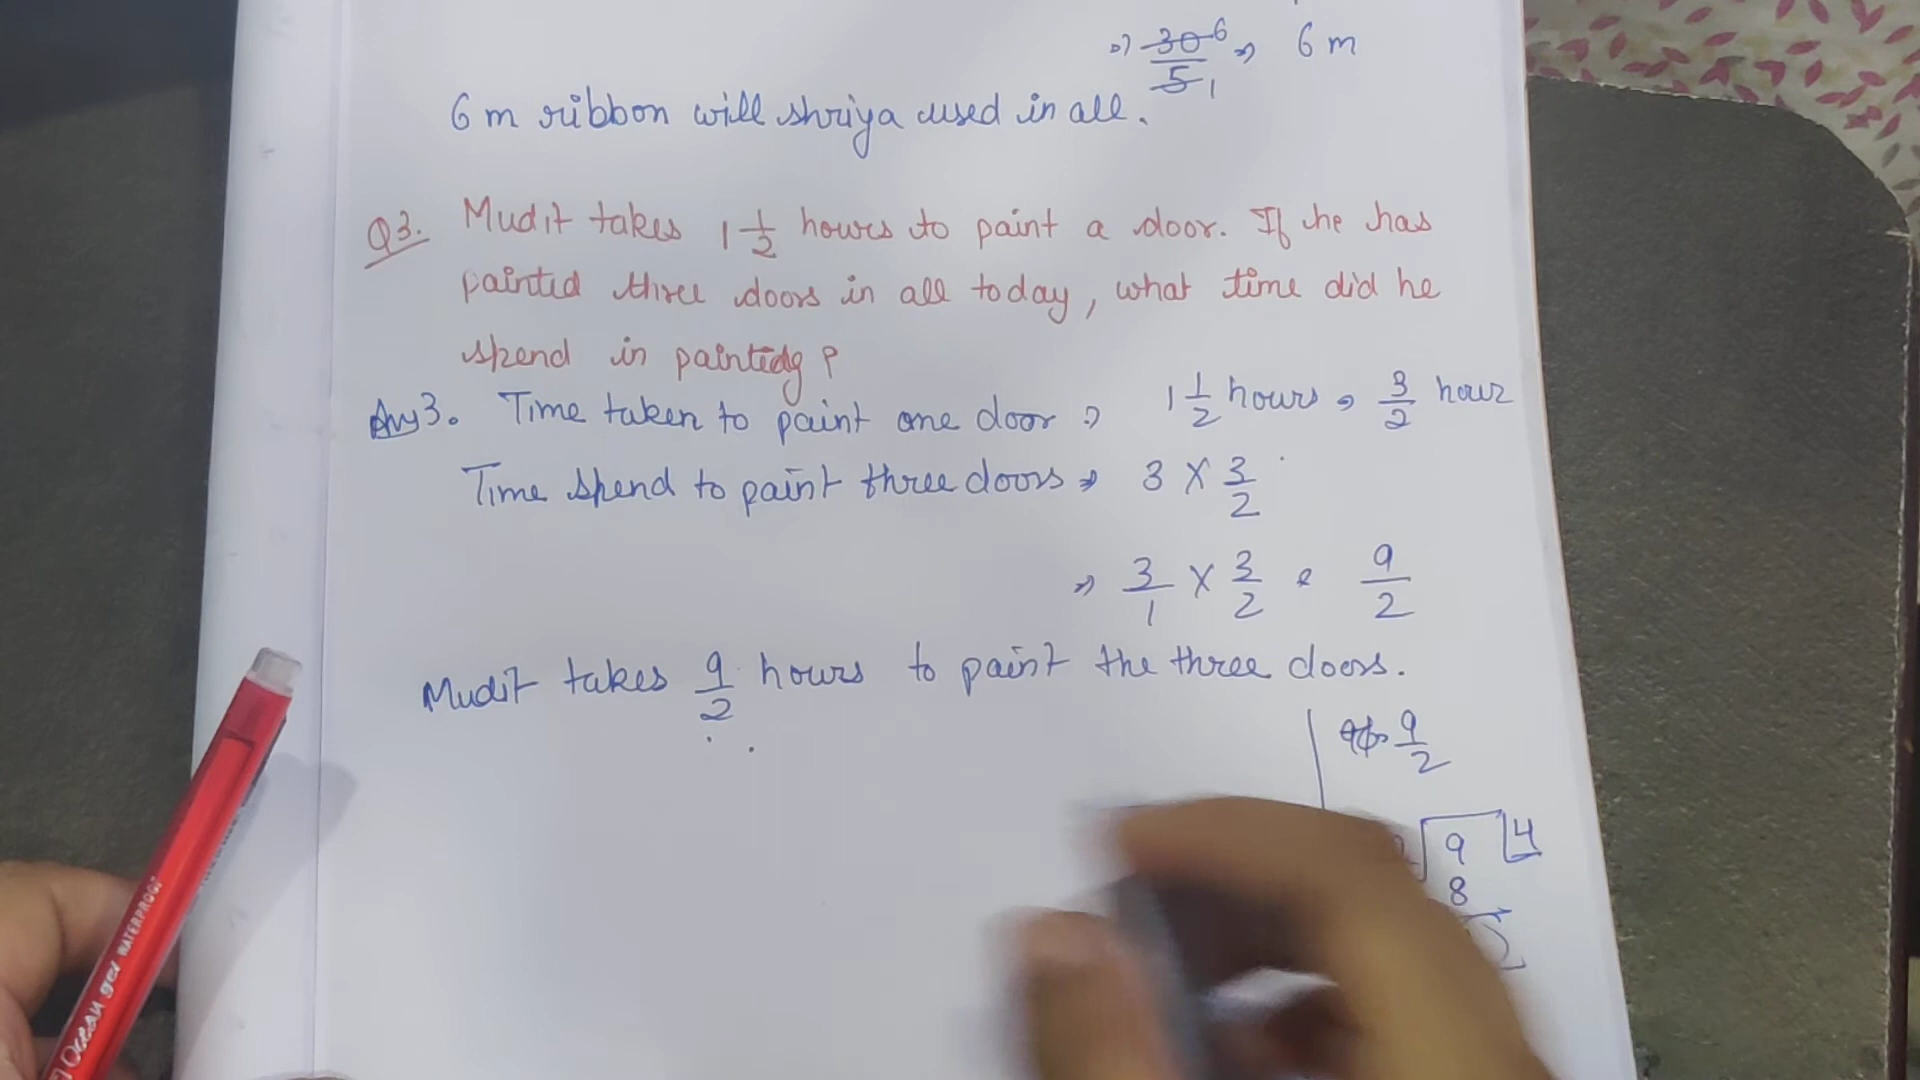 ⇒ 30 6 / 5 1 ⇒ 6 m
6 m ribbon will shriya used in all.
Q3. Mudit takes 1 1/2 hours to paint a door. If he has
painted three doors in all today, what time did he
spend in painting?
Ans3. Time taken to paint one door ⇒ 1 1/2 hours ⇒ 3/2 hour
Time spend to paint three doors ⇒ 3 X 3/2
⇒ 3/1 X 3/2 = 9/2
Mudit takes 9/2 hours to paint the three doors.
9/2
9 4
8
Ocean gel WATERPROOF